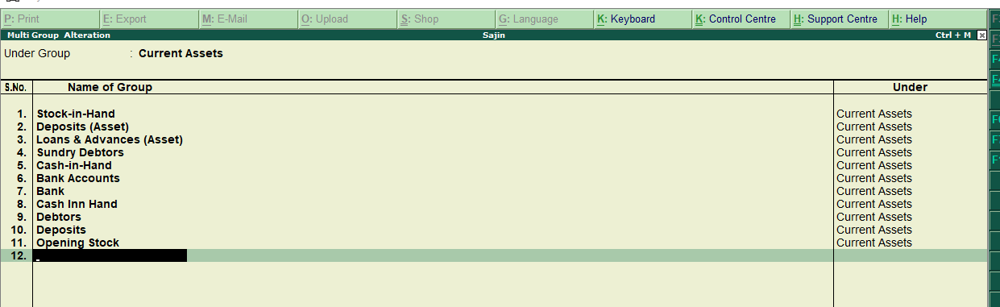 P: Print E: Export M: E-Mail O: Upload S: Shop G: Language K: Keyboard K: Control Centre H: Support Centre H: Help
Multi Group Alteration Sajin Ctrl + M
Under Group : Current Assets
S.No. Name of Group Under
1. Stock-in-Hand Current Assets
2. Deposits (Asset) Current Assets
3. Loans & Advances (Asset) Current Assets
4. Sundry Debtors Current Assets
5. Cash-in-Hand Current Assets
6. Bank Accounts Current Assets
7. Bank Current Assets
8. Cash Inn Hand Current Assets
9. Debtors Current Assets
10. Deposits Current Assets
11. Opening Stock Current Assets
12.